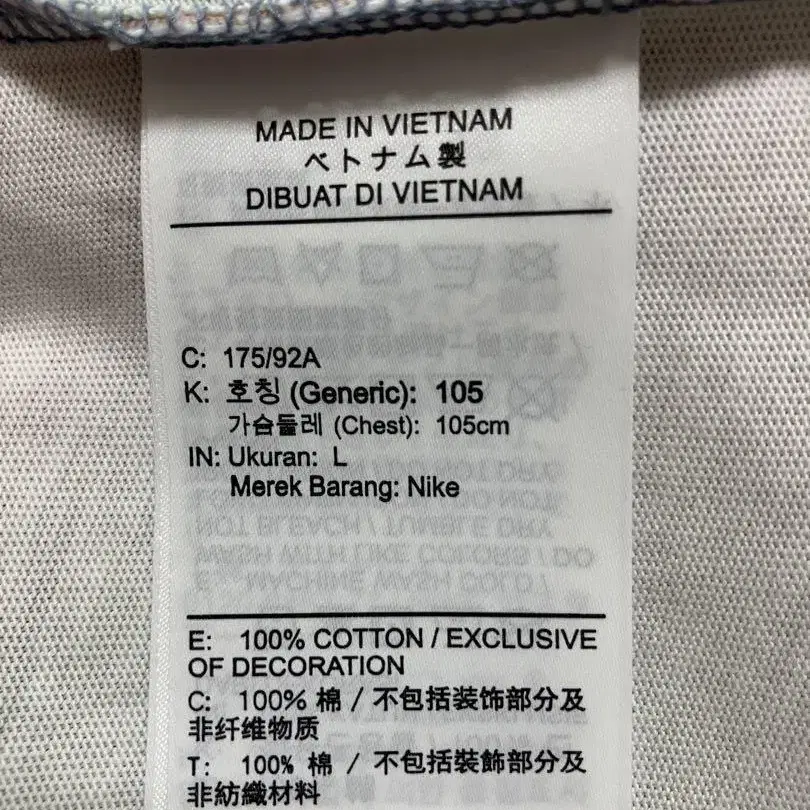 MADE IN VIETNAM
ベトナム製
DIBUAT DI VIETNAM
C: 175/92A
K: 호칭 (Generic): 105
가슴둘레 (Chest): 105cm
IN: Ukuran: L
Merek Barang: Nike
E: 100% COTTON / EXCLUSIVE
OF DECORATION
C: 100% 棉 / 不包括装饰部分及
非纤维物质
T: 100% 棉 / 不包括裝飾部分及
非紡織材料